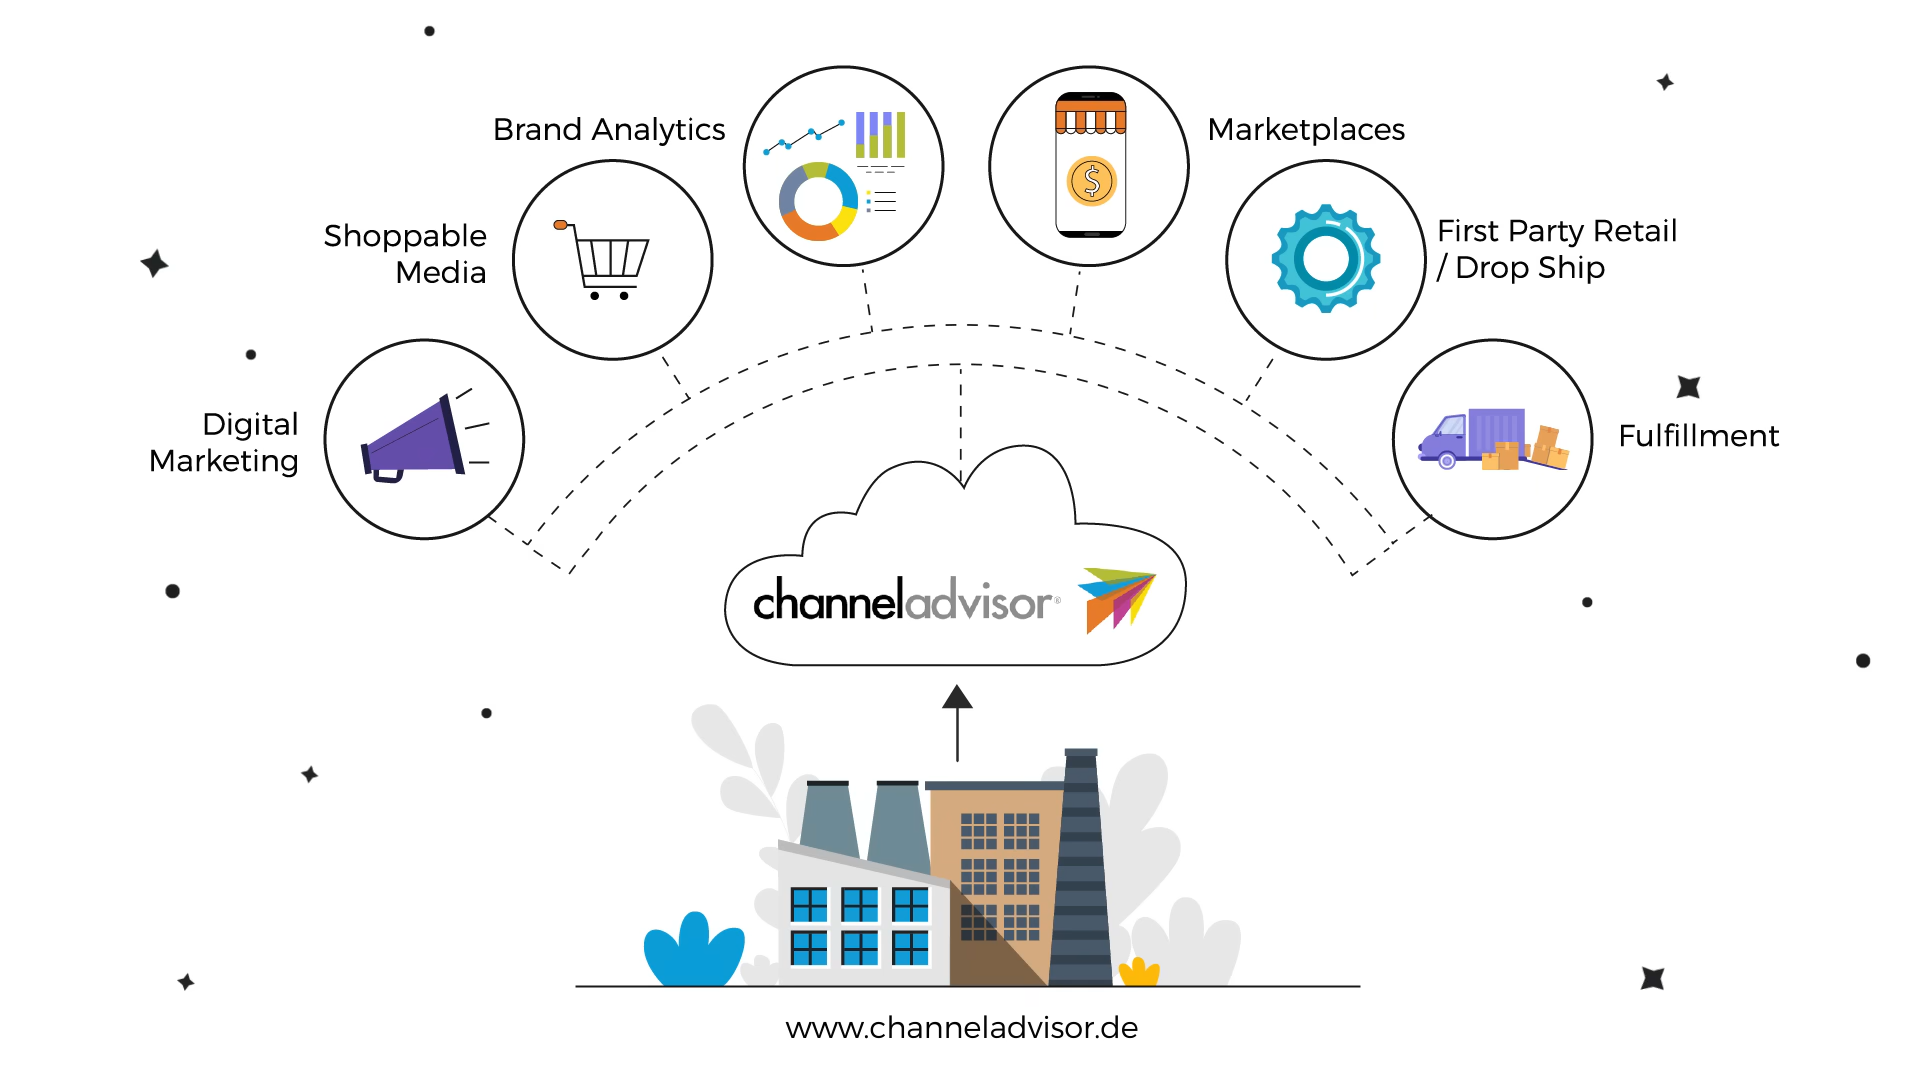 Brand Analytics
Marketplaces
Shoppable
Media
First Party Retail
/ Drop Ship
Digital
Marketing
Fulfillment
$
channeladvisor®
www.channeladvisor.de